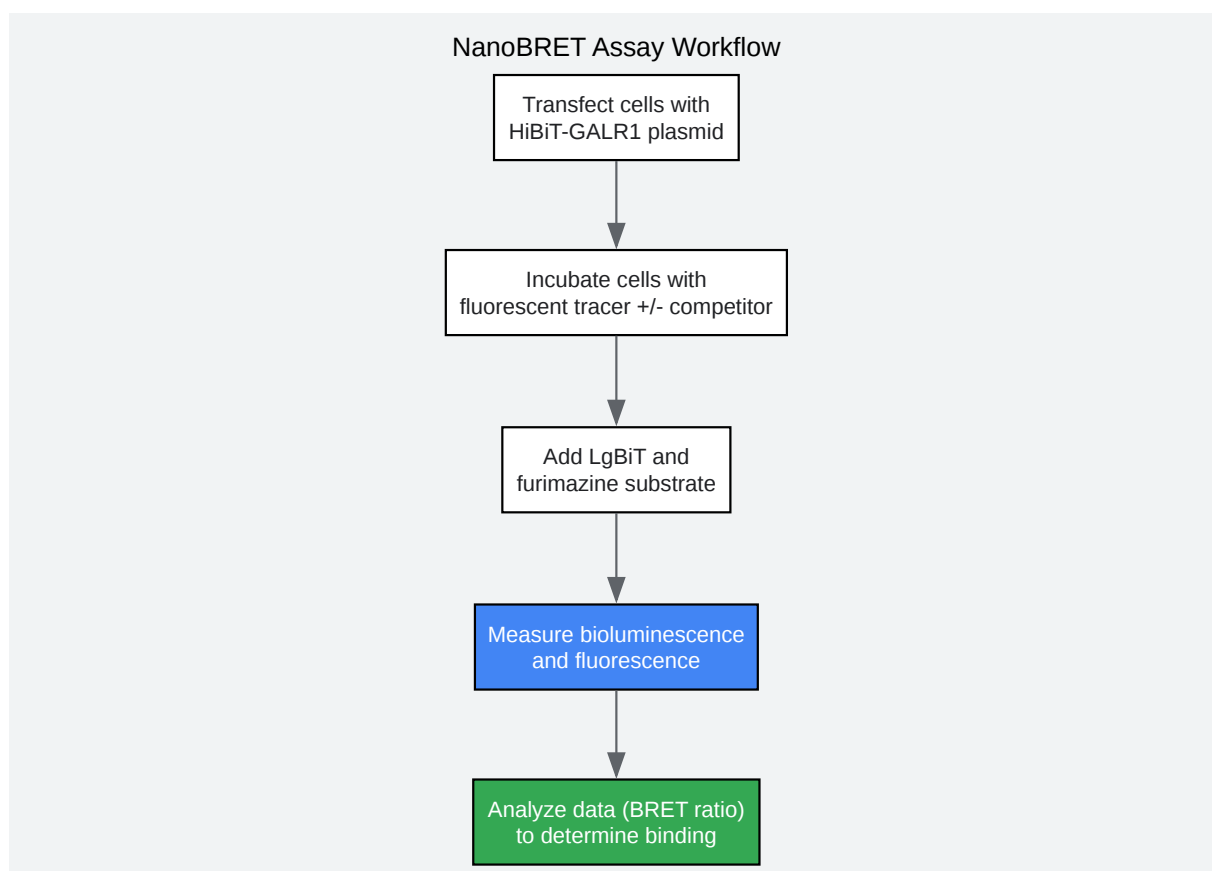 NanoBRET Assay Workflow
Transfect cells with
HiBiT-GALR1 plasmid
Incubate cells with
fluorescent tracer +/- competitor
Add LgBiT and
furimazine substrate
Measure bioluminescence
and fluorescence
Analyze data (BRET ratio)
to determine binding